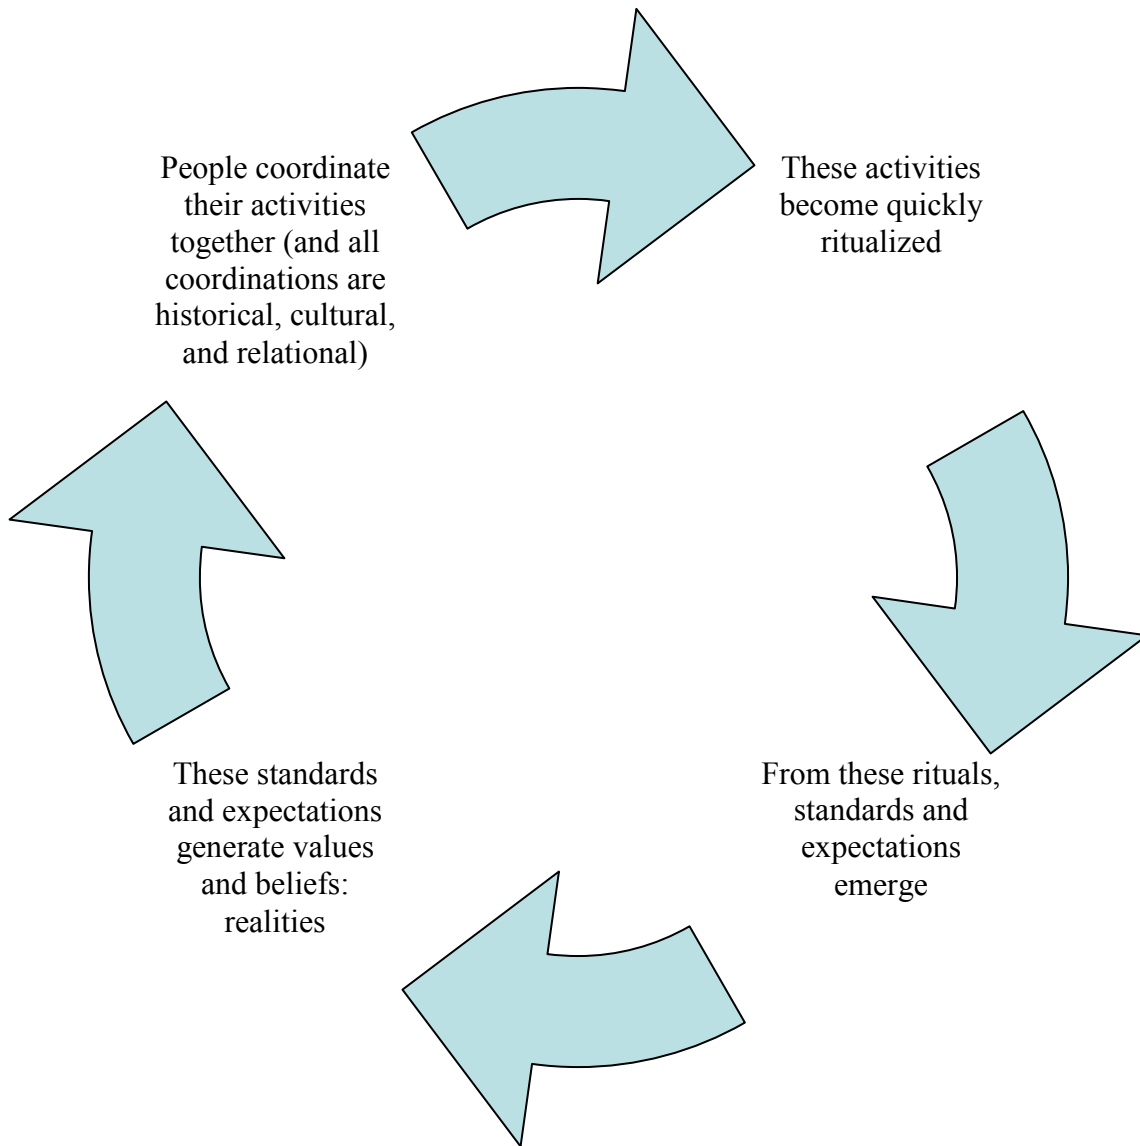 People coordinate
their activities
together (and all
coordinations are
historical, cultural,
and relational)
These activities
become quickly
ritualized
From these rituals,
standards and
expectations
emerge
These standards
and expectations
generate values
and beliefs:
realities